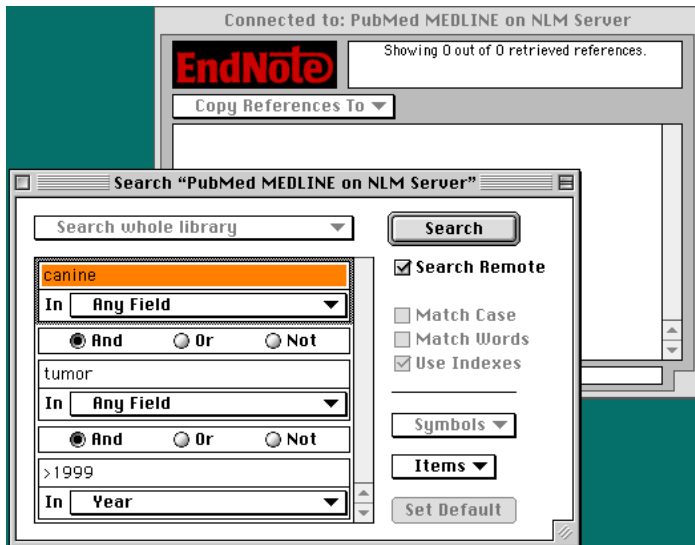 Connected to: PubMed MEDLINE on NLM Server
EndNote
Showing 0 out of 0 retrieved references.
Copy References To
Search “PubMed MEDLINE on NLM Server”
Search whole library
Search
canine
Search Remote
In Any Field
Match Case
And Or Not
Match Words
Use Indexes
tumor
In Any Field
Symbols
And Or Not
Items
>1999
In Year
Set Default